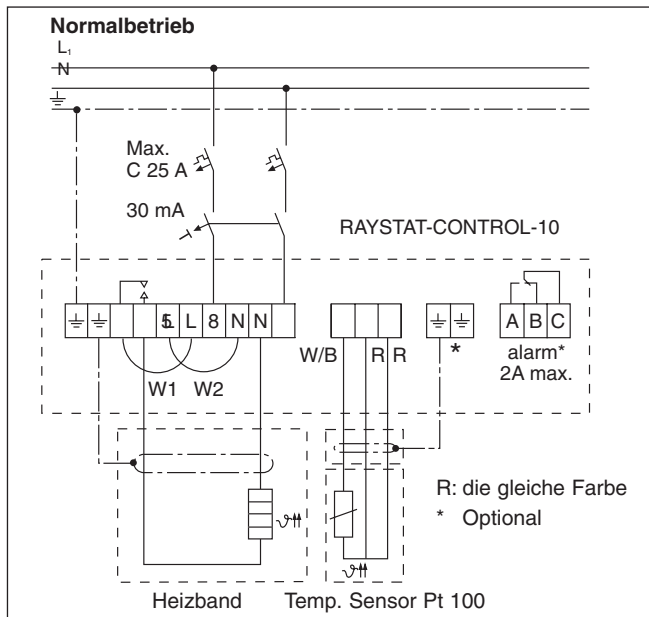 Normalbetrieb
L1
N
Max.
C 25 A
30 mA
RAYSTAT-CONTROL-10
5 L L 8 N N
A B C
W/B R R
*
alarm*
2A max.
W1 W2
R: die gleiche Farbe
* Optional
Heizband
Temp. Sensor Pt 100